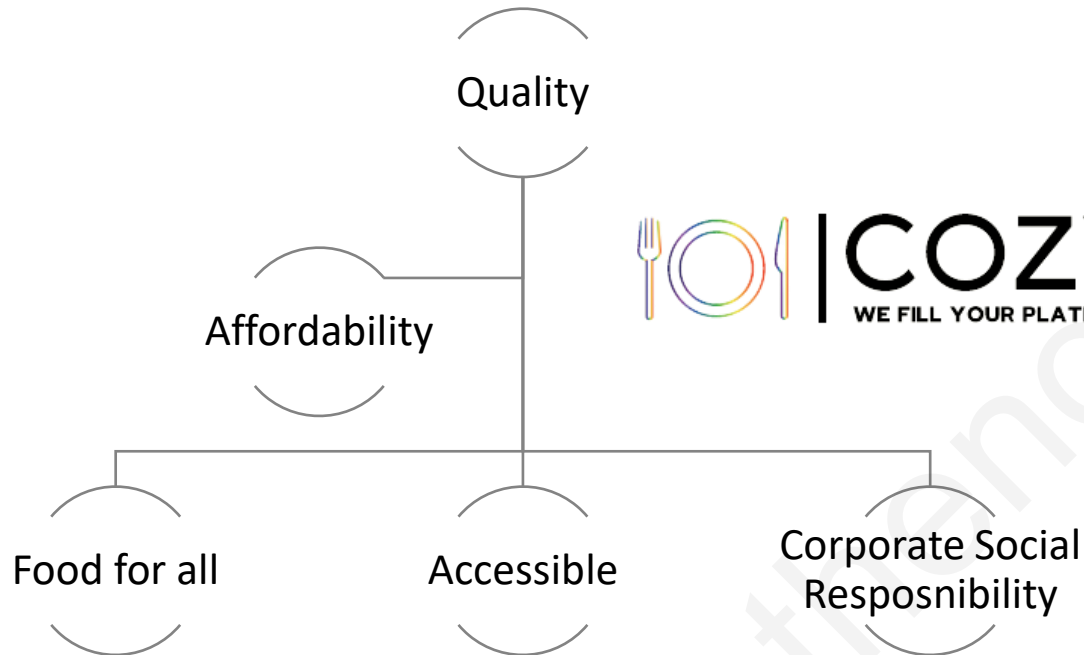 Quality
COZ
WE FILL YOUR PLAT
Affordability
Food for all
Accessible
Corporate Social
Resposnibility